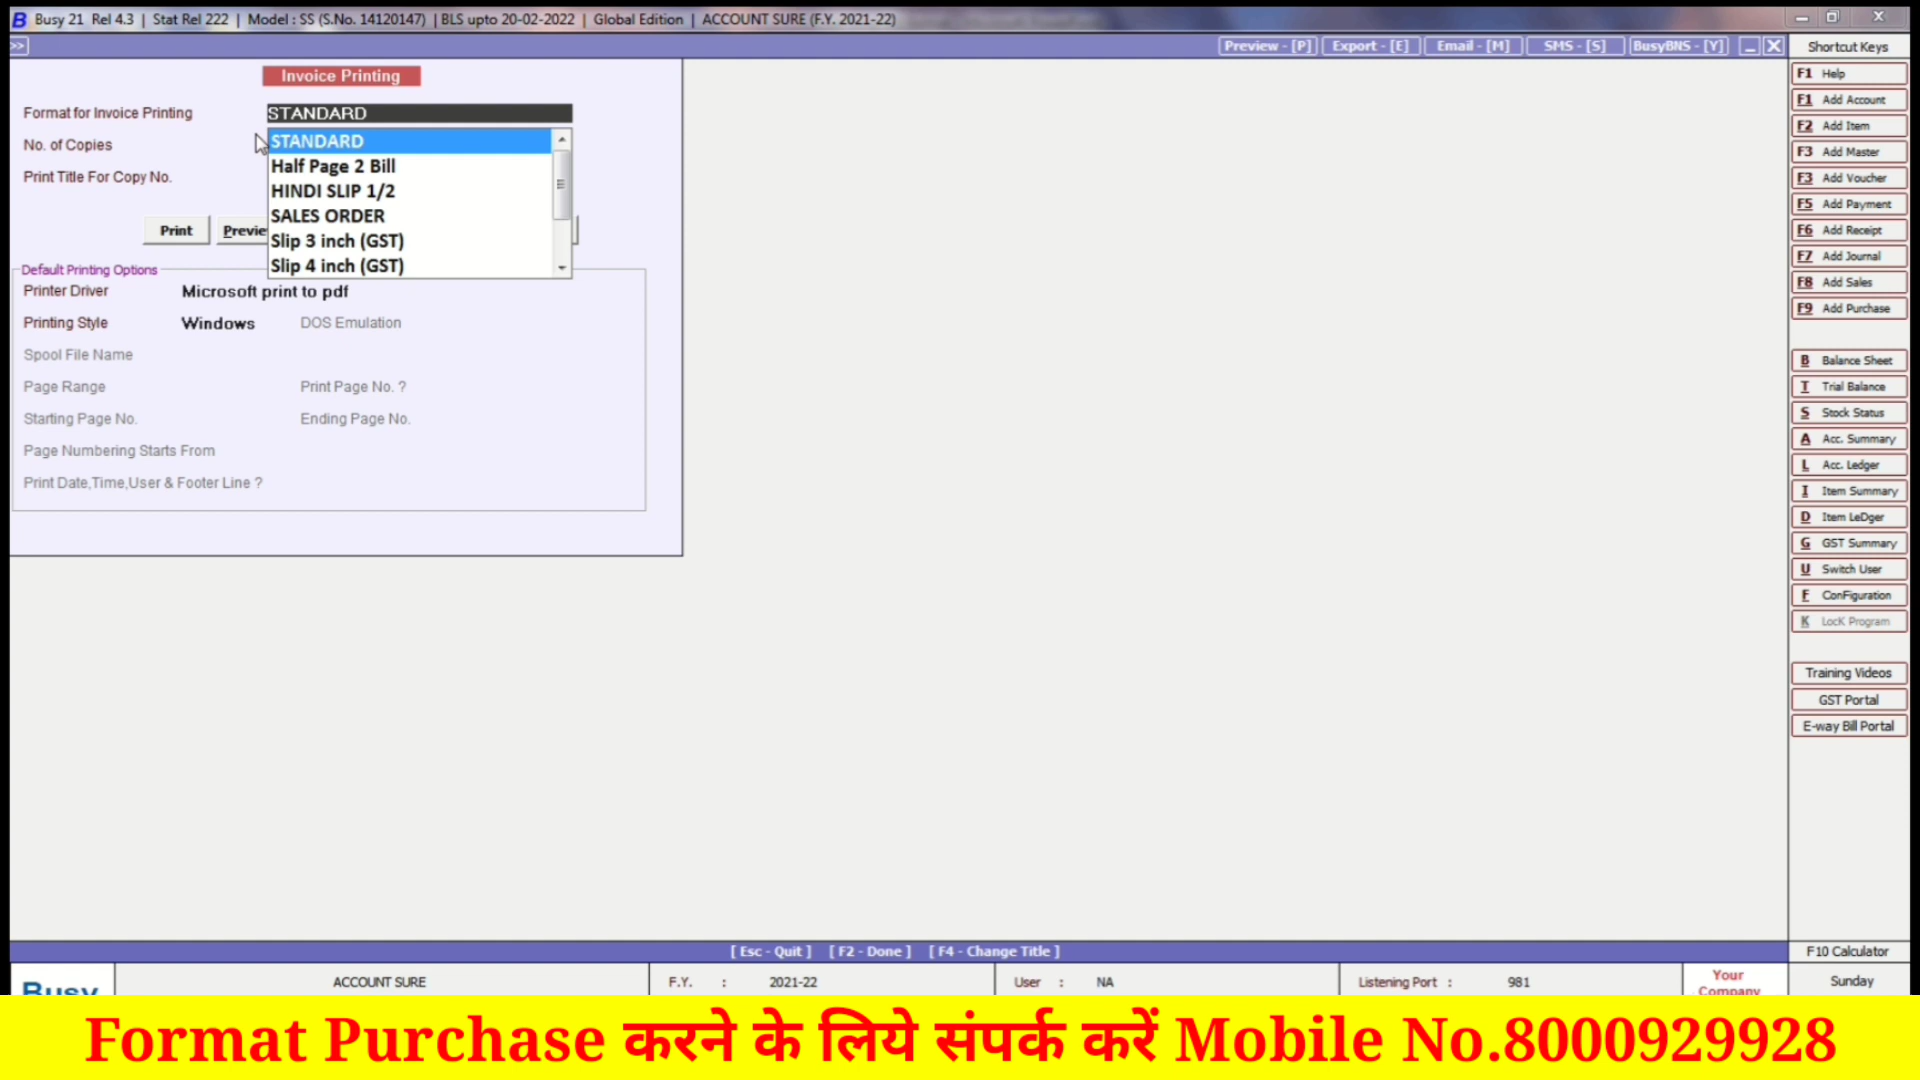 B Busy 21 Rel 4.3 | Stat Rel 222 | Model : SS (S.No. 14120147) | BLS upto 20-02-2022 | Global Edition | ACCOUNT SURE (F.Y. 2021-22)
>> Preview - [P] Export - [E] Email - [M] SMS - [S] BusyBNS - [Y]
Shortcut Keys
Invoice Printing
Format for Invoice Printing STANDARD
No. of Copies
Print Title For Copy No.
STANDARD
Half Page 2 Bill
HINDI SLIP 1/2
SALES ORDER
Slip 3 inch (GST)
Slip 4 inch (GST)
Print Previe
Default Printing Options
Printer Driver Microsoft print to pdf
Printing Style Windows DOS Emulation
Spool File Name
Page Range Print Page No. ?
Starting Page No. Ending Page No.
Page Numbering Starts From
Print Date,Time,User & Footer Line ?
F1 Help
F1 Add Account
F2 Add Item
F3 Add Master
F3 Add Voucher
F5 Add Payment
F6 Add Receipt
F7 Add Journal
F8 Add Sales
F9 Add Purchase
B Balance Sheet
T Trial Balance
S Stock Status
A Acc. Summary
L Acc. Ledger
I Item Summary
D Item LeDger
G GST Summary
U Switch User
F ConFiguration
K LocK Program
Training Videos
GST Portal
E-way Bill Portal
[ Esc - Quit ] [ F2 - Done ] [ F4 - Change Title ]
F10 Calculator
Busy ACCOUNT SURE F.Y. : 2021-22 User : NA Listening Port : 981 Your Company Sunday
Format Purchase करने के लिये संपर्क करें Mobile No.8000929928